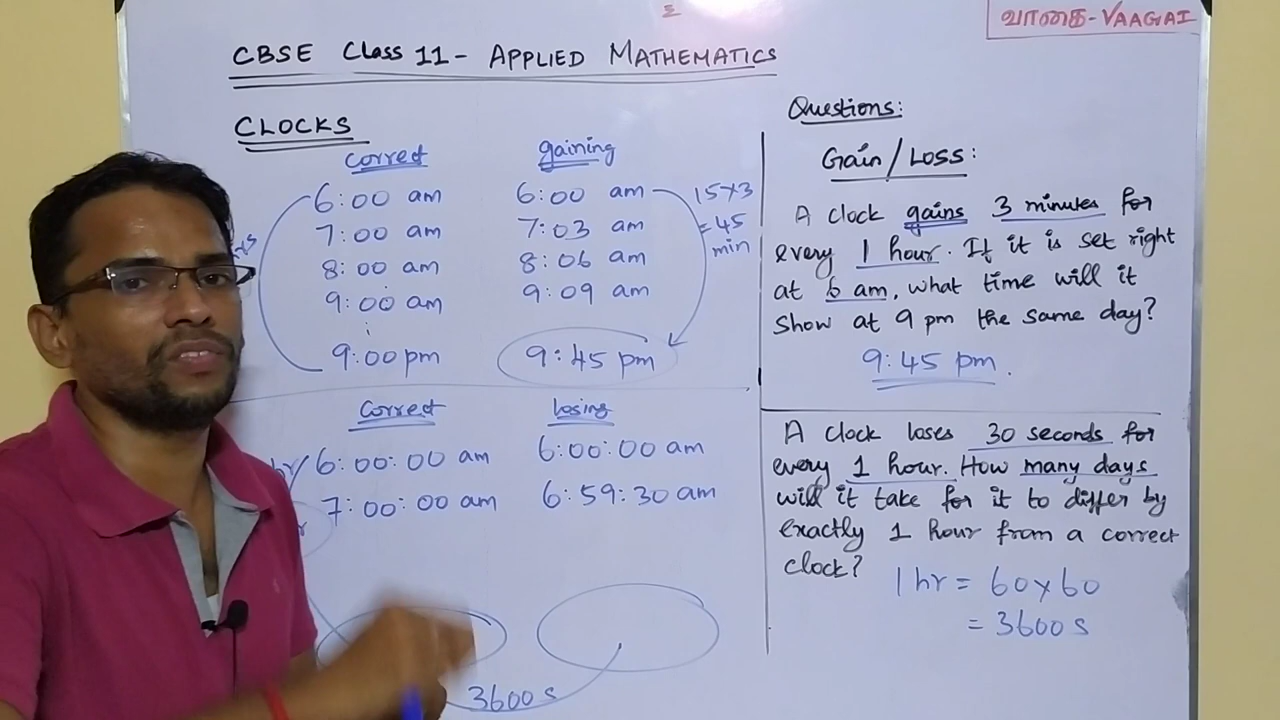 வாகை-VAAGAI
CBSE Class 11 - APPLIED MATHEMATICS
CLOCKS
correct gaining
6:00 am 6:00 am 15x3
7:00 am 7:03 am = 45
8:00 am 8:06 am min
9:00 am 9:09 am
9:00 pm 9:45 pm
correct losing
6:00:00 am 6:00:00 am
7:00:00 am 6:59:30 am
3600 s
Questions:
Gain/Loss:
A clock gains 3 minutes for
every 1 hour. If it is set right
at 6 am, what time will it
show at 9 pm the same day?
9:45 pm.
A clock loses 30 seconds for
every 1 hour. How many days
will it take for it to differ by
exactly 1 hour from a correct
clock?
1 hr = 60x60
= 3600 s